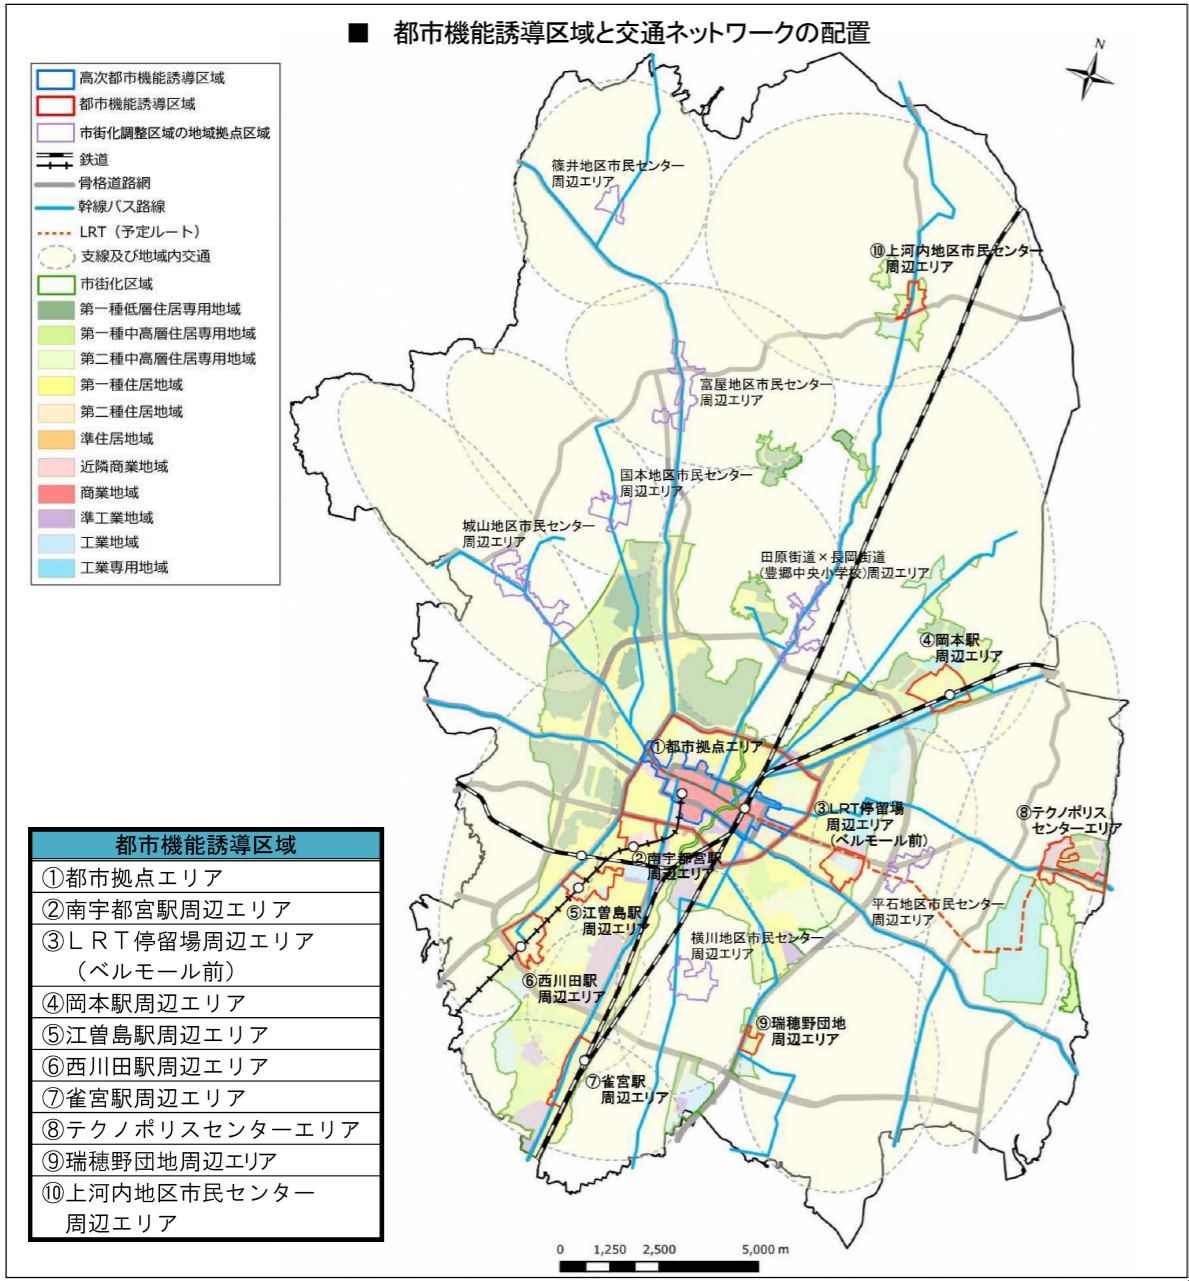 ■ 都市機能誘導区域と交通ネットワークの配置
N
高次都市機能誘導区域
都市機能誘導区域
市街化調整区域の地域拠点区域
鉄道
骨格道路網
幹線バス路線
LRT（予定ルート）
支線及び地域内交通
市街化区域
第一種低層住居専用地域
第一種中高層住居専用地域
第二種中高層住居専用地域
第一種住居地域
第二種住居地域
準住居地域
近隣商業地域
商業地域
準工業地域
工業地域
工業専用地域
篠井地区市民センター
周辺エリア
⑩上河内地区市民センター
周辺エリア
富屋地区市民センター
周辺エリア
国本地区市民センター
周辺エリア
城山地区市民センター
周辺エリア
田原街道×長岡街道
(豊郷中央小学校)周辺エリア
④岡本駅
周辺エリア
①都市拠点エリア
③LRT停留場
周辺エリア
(ベルモール前)
⑧テクノポリス
センターエリア
②南宇都宮駅
周辺エリア
⑤江曽島駅
周辺エリア
平石地区市民センター
周辺エリア
横川地区市民センター
周辺エリア
⑥西川田駅
周辺エリア
⑨瑞穂野団地
周辺エリア
⑦雀宮駅
周辺エリア
都市機能誘導区域
①都市拠点エリア
②南宇都宮駅周辺エリア
③ＬＲＴ停留場周辺エリア
（ベルモール前）
④岡本駅周辺エリア
⑤江曽島駅周辺エリア
⑥西川田駅周辺エリア
⑦雀宮駅周辺エリア
⑧テクノポリスセンターエリア
⑨瑞穂野団地周辺エリア
⑩上河内地区市民センター
周辺エリア
0 1,250 2,500 5,000 m